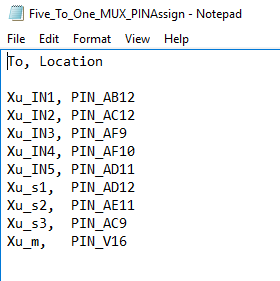 Five_To_One_MUX_PINAssign - Notepad
File Edit Format View Help
To, Location
Xu_IN1, PIN_AB12
Xu_IN2, PIN_AC12
Xu_IN3, PIN_AF9
Xu_IN4, PIN_AF10
Xu_IN5, PIN_AD11
Xu_s1, PIN_AD12
Xu_s2, PIN_AE11
Xu_s3, PIN_AC9
Xu_m, PIN_V16